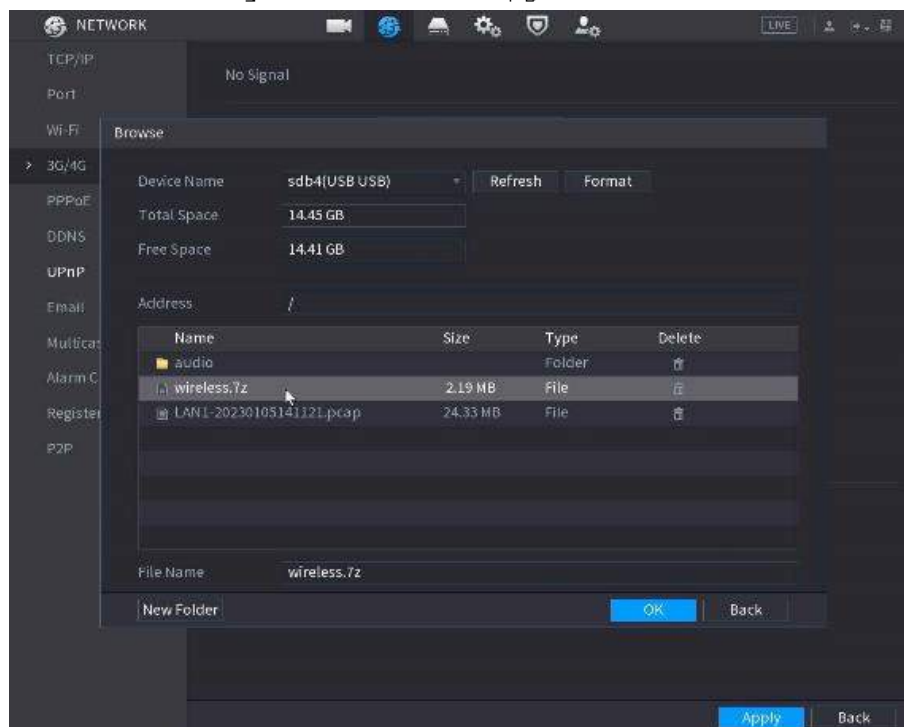 NETWORK LIVE
TCP/IP
No Signal
Port
Wi-Fi
Browse
3G/4G
Device Name sdb4(USB USB) Refresh Format
PPPoE
Total Space 14.45 GB
DDNS
Free Space 14.41 GB
UPnP
Email
Address /
Multicas
Name Size Type Delete
audio Folder
Alarm C
wireless.7z 2.19 MB File
Register
LAN1-20230105141121.pcap 24.33 MB File
P2P
File Name wireless.7z
New Folder OK Back
Apply Back